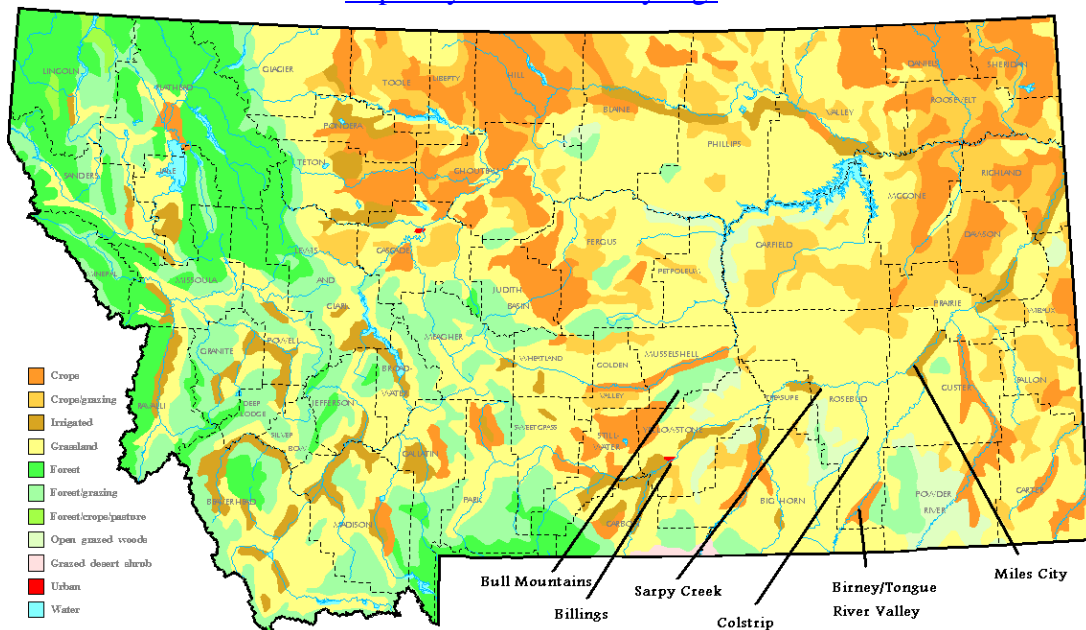 LINCOLN
GLACIER
TOOLE
LIBERTY
HILL
BLAINE
DANIELS
SHERIDAN
FLATHEAD
PONDERA
PHILLIPS
VALLEY
ROOSEVELT
TETON
CHOUTEAU
SANDERS
LAKE
MCCONE
RICHLAND
CASCADE
FERGUS
GARFIELD
DAWSON
LEWIS
AND
CLARK
MINERAL
MISSOULA
JUDITH
BASIN
PETROLEUM
PRAIRIE
WIBAUX
POWELL
GRANITE
MEAGHER
WHEATLAND
GOLDEN
VALLEY
MUSSELSHELL
BROAD-
WATER
TREASURE
ROSEBUD
CUSTER
FALLON
RAVALLI
DEEP
LODGE
JEFFERSON
SILVER
BOW
SWEETGRASS
STILL
WATER
YELLOWSTONE
GALLATIN
BEAVERHEAD
MADISON
PARK
CARBON
BIG HORN
POWDER
RIVER
CARTER
Crops
Crops/grazing
Irrigated
Grassland
Forest
Forest/grazing
Forest/crops/pasture
Open grazed woods
Grazed desert shrub
Urban
Water
Bull Mountains
Billings
Sarpy Creek
Colstrip
Birney/Tongue
River Valley
Miles City